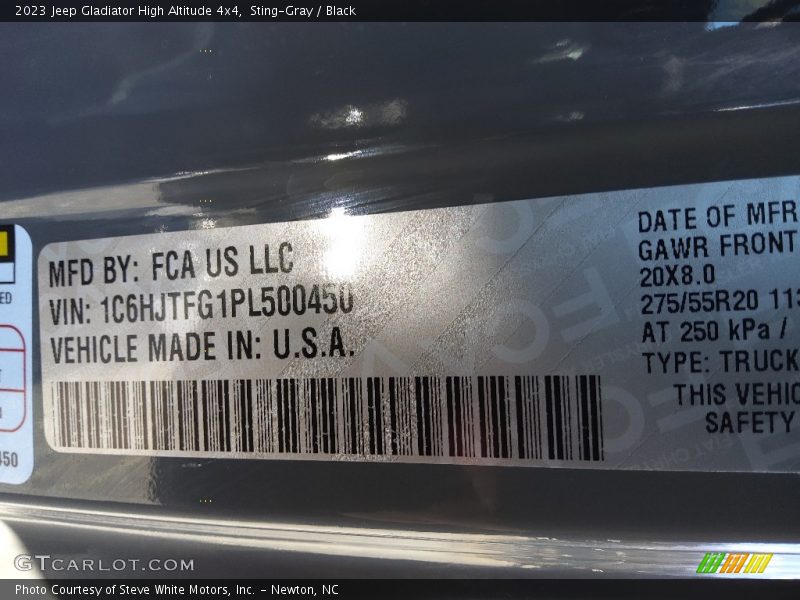 2023 Jeep Gladiator High Altitude 4x4,  Sting-Gray / Black
MFD BY: FCA US LLC
VIN: 1C6HJTFG1PL500450
VEHICLE MADE IN: U.S.A.
DATE OF MFR
GAWR FRONT
20X8.0
275/55R20 113
AT 250 kPa /
TYPE: TRUCK
THIS VEHIC
SAFETY
ED
450
GTCARLOT.COM
Photo Courtesy of Steve White Motors, Inc. - Newton, NC